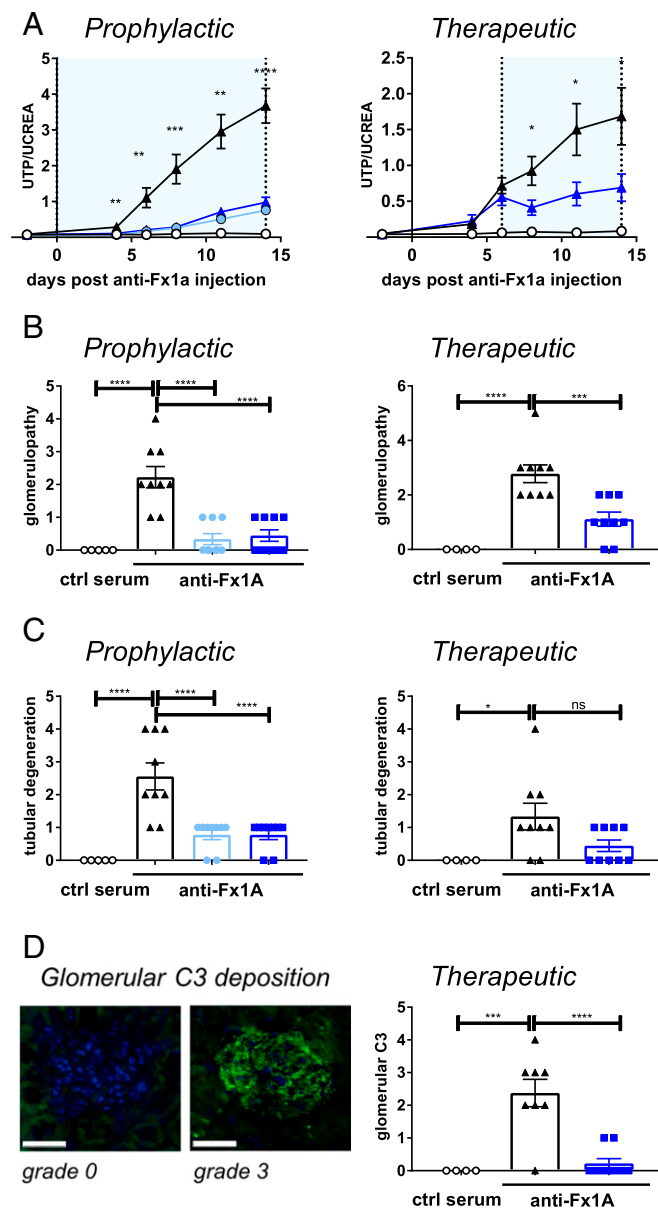 A
Prophylactic
Therapeutic
UTP/UCREA
5
4
3
2
1
**
**
***
**
****
0
5
10
15
days post anti-Fx1a injection
UTP/UCREA
2.5
2.0
1.5
1.0
0.5
*
*
*
0
5
10
15
days post anti-Fx1a injection
B
Prophylactic
Therapeutic
glomerulopathy
5
4
3
2
1
0
****
****
****
ctrl serum
anti-Fx1A
glomerulopathy
6
4
2
0
****
***
ctrl serum
anti-Fx1A
C
Prophylactic
Therapeutic
tubular degeneration
5
4
3
2
1
0
****
****
****
ctrl serum
anti-Fx1A
tubular degeneration
5
4
3
2
1
0
*
ns
ctrl serum
anti-Fx1A
D
Glomerular C3 deposition
Therapeutic
grade 0
grade 3
glomerular C3
5
4
3
2
1
0
***
****
ctrl serum
anti-Fx1A